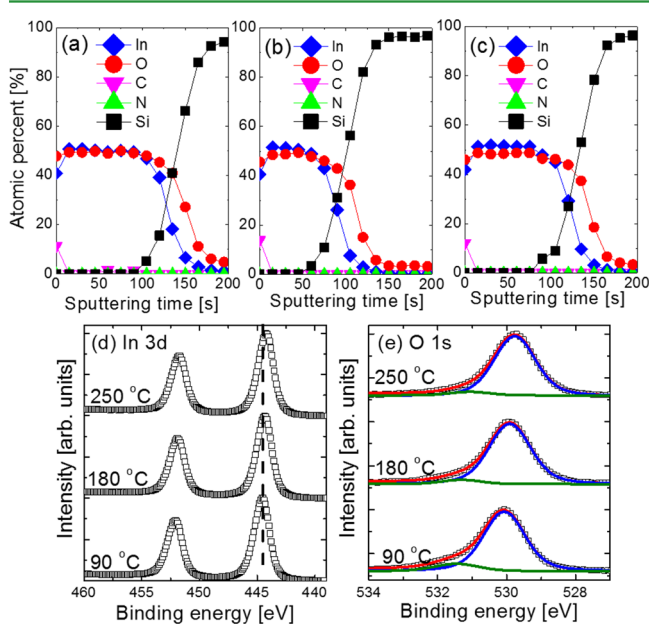 (a) In O C N Si
(b) In O C N Si
(c) In O C N Si
Atomic percent [%]
100
80
60
40
20
0
0 50 100 150 200
0 50 100 150 200
0 50 100 150 200
Sputtering time [s]
Sputtering time [s]
Sputtering time [s]
(d) In 3d
250 °C
180 °C
90 °C
Intensity [arb. units]
460 455 450 445 440
Binding energy [eV]
(e) O 1s
250 °C
180 °C
90 °C
Intensity [arb. units]
534 532 530 528
Binding energy [eV]